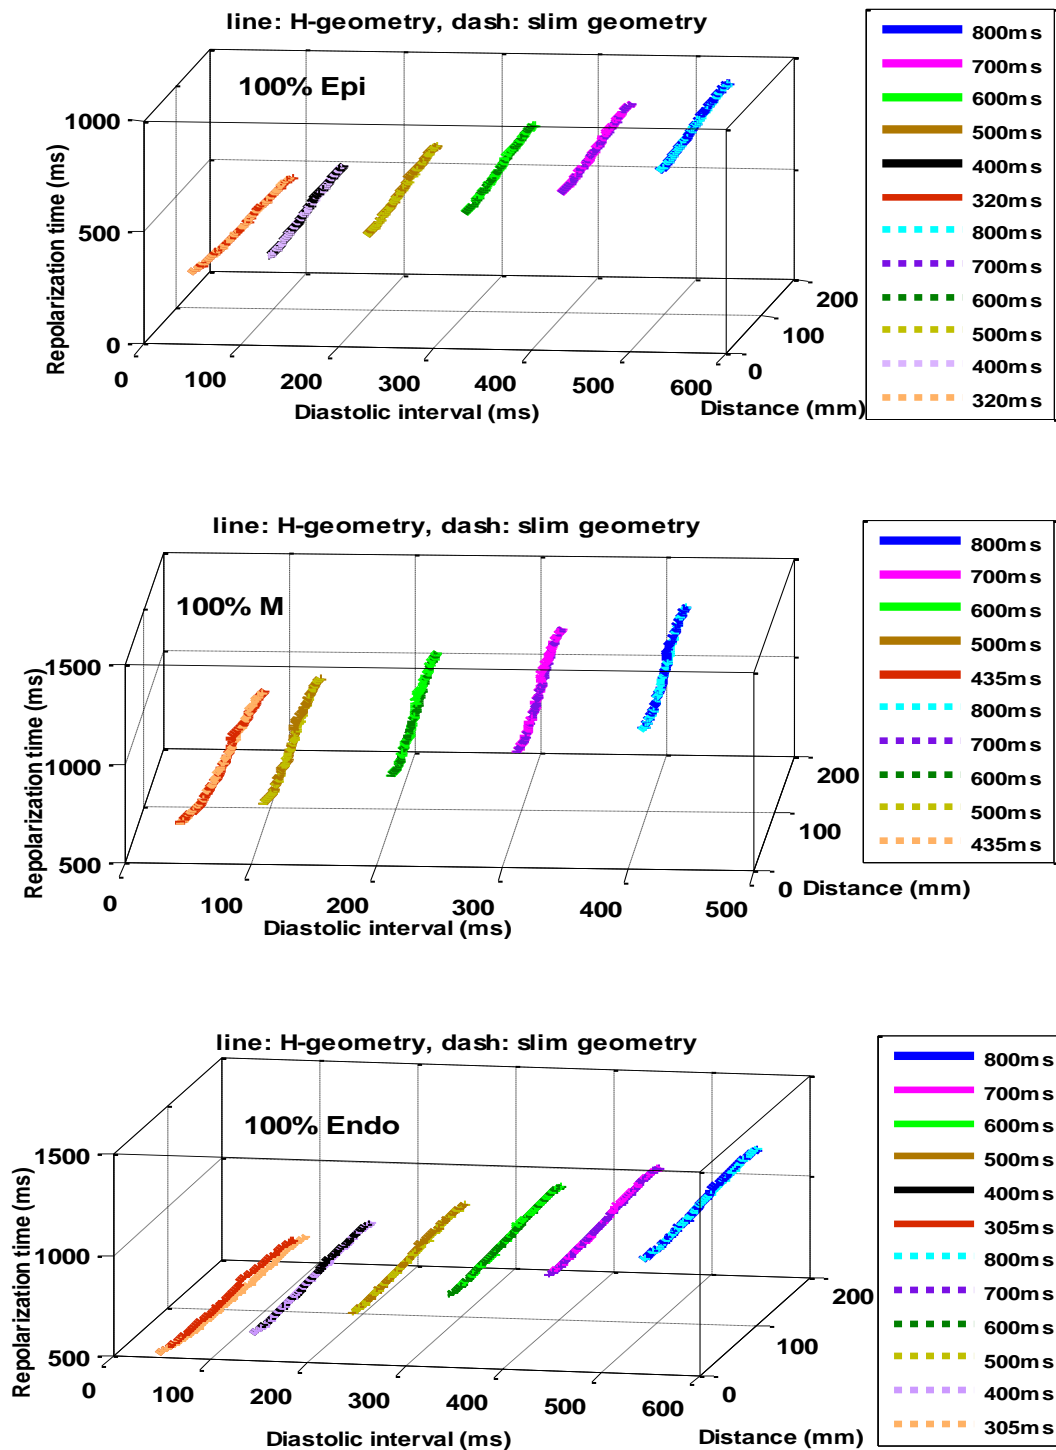 line: H-geometry, dash: slim geometry
100% Epi
1000
500
0
Repolarization time (ms)
0 100 200 300 400 500 600
Diastolic interval (ms)
0
100
200
Distance (mm)
800ms
700ms
600ms
500ms
400ms
320ms
800ms
700ms
600ms
500ms
400ms
320ms
line: H-geometry, dash: slim geometry
100% M
1500
1000
500
Repolarization time (ms)
0 100 200 300 400 500
Diastolic interval (ms)
0
100
200
Distance (mm)
800ms
700ms
600ms
500ms
435ms
800ms
700ms
600ms
500ms
435ms
line: H-geometry, dash: slim geometry
100% Endo
1500
1000
500
Repolarization time (ms)
0 100 200 300 400 500 600
Diastolic interval (ms)
0
100
200
Distance (mm)
800ms
700ms
600ms
500ms
400ms
305ms
800ms
700ms
600ms
500ms
400ms
305ms